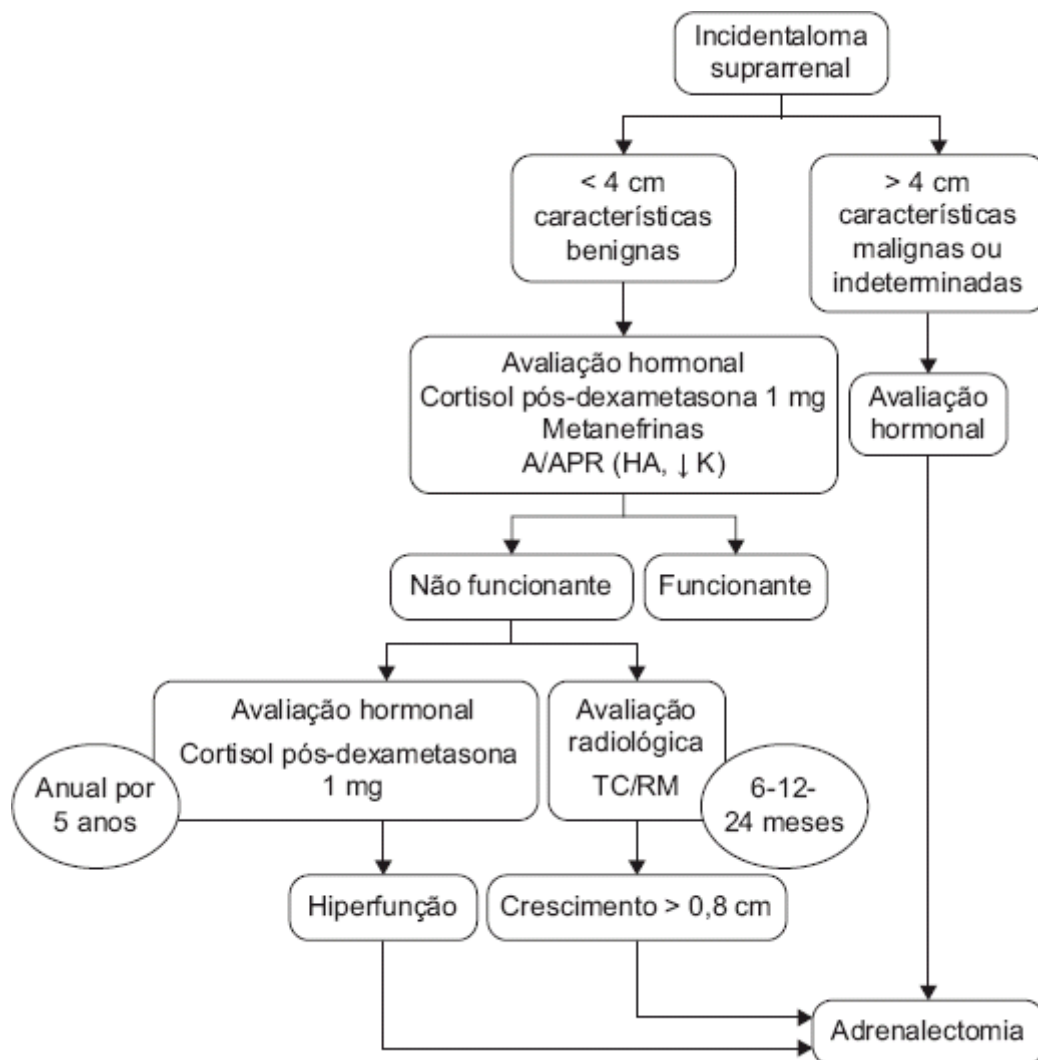 Incidentaloma
suprarrenal
< 4 cm
características
benignas
> 4 cm
características
malignas ou
indeterminadas
Avaliação hormonal
Cortisol pós-dexametasona 1 mg
Metanefrinas
A/APR (HA, ↓ K)
Avaliação
hormonal
Não funcionante
Funcionante
Avaliação hormonal
Cortisol pós-dexametasona
1 mg
Anual por
5 anos
Avaliação
radiológica
TC/RM
6-12-
24 meses
Hiperfunção
Crescimento > 0,8 cm
Adrenalectomia